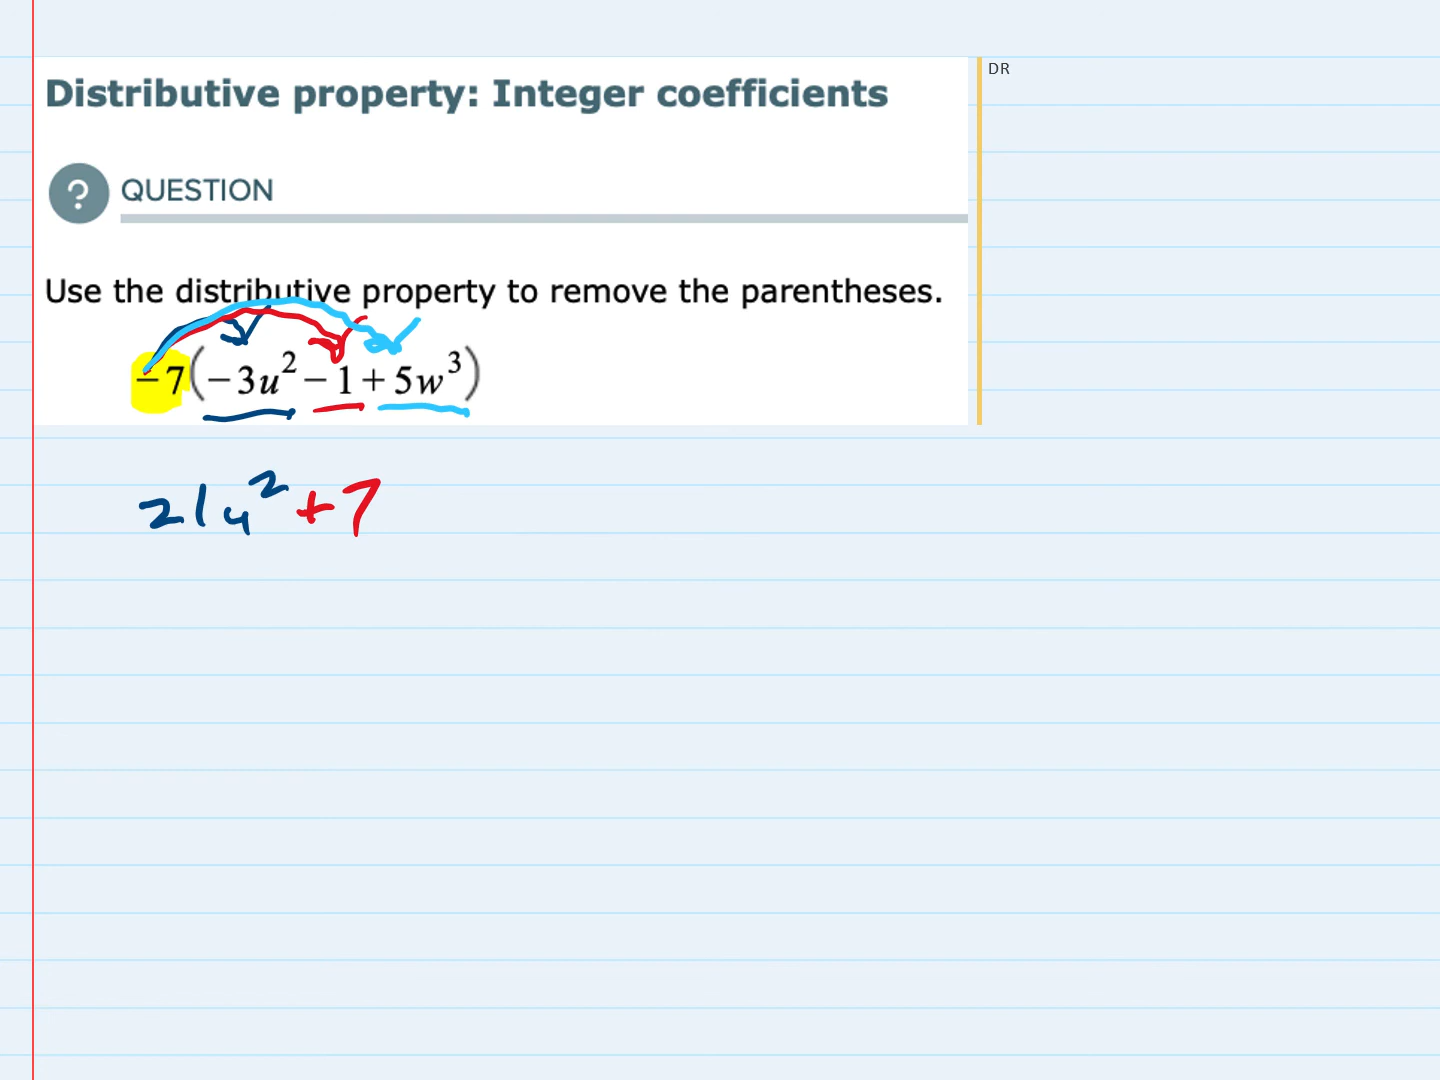 Distributive property: Integer coefficients
DR
? QUESTION
Use the distributive property to remove the parentheses.
−7(−3u² − 1 + 5w³)
21u² + 7